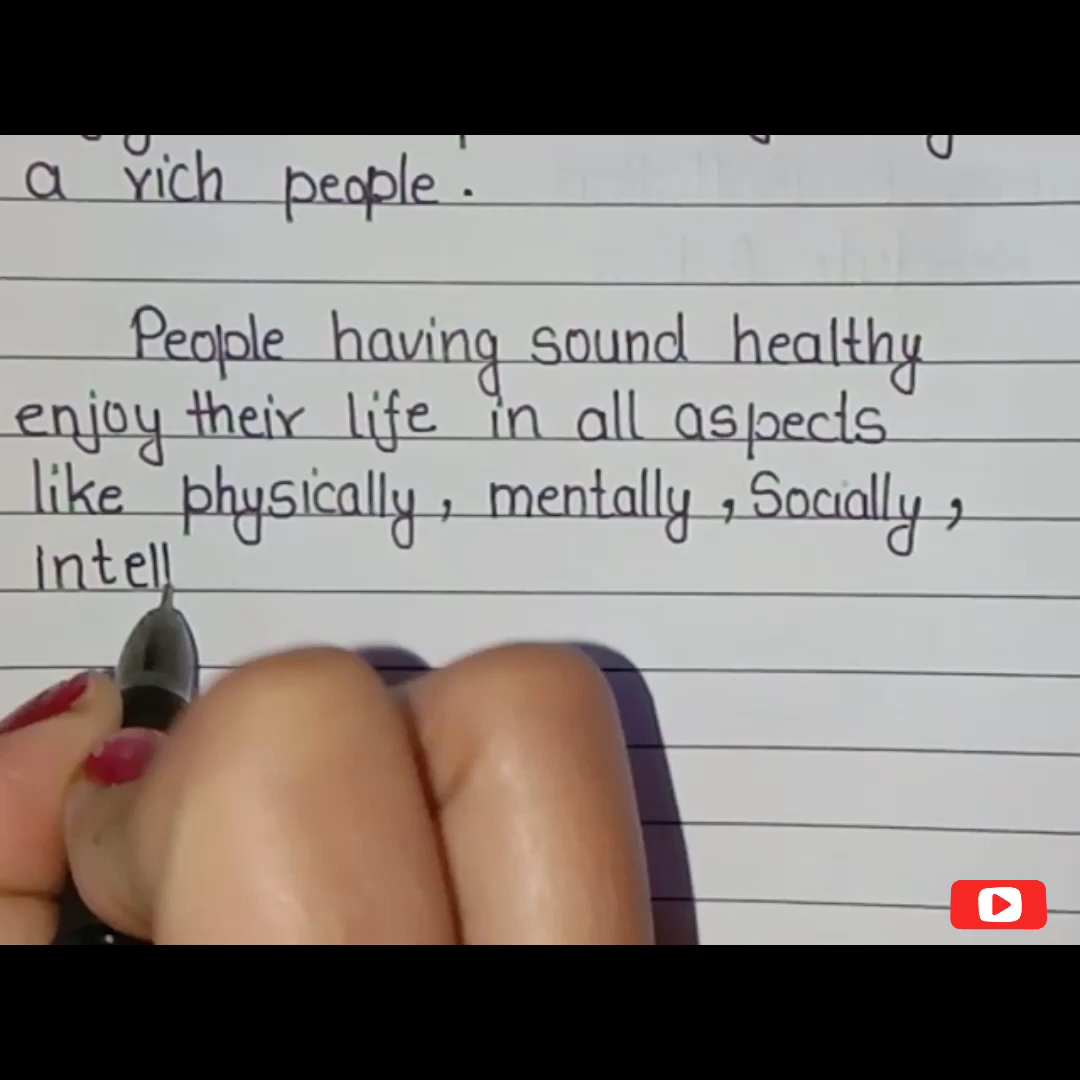 a rich people.
People having sound healthy
enjoy their life in all aspects
like physically, mentally, Socially,
intell